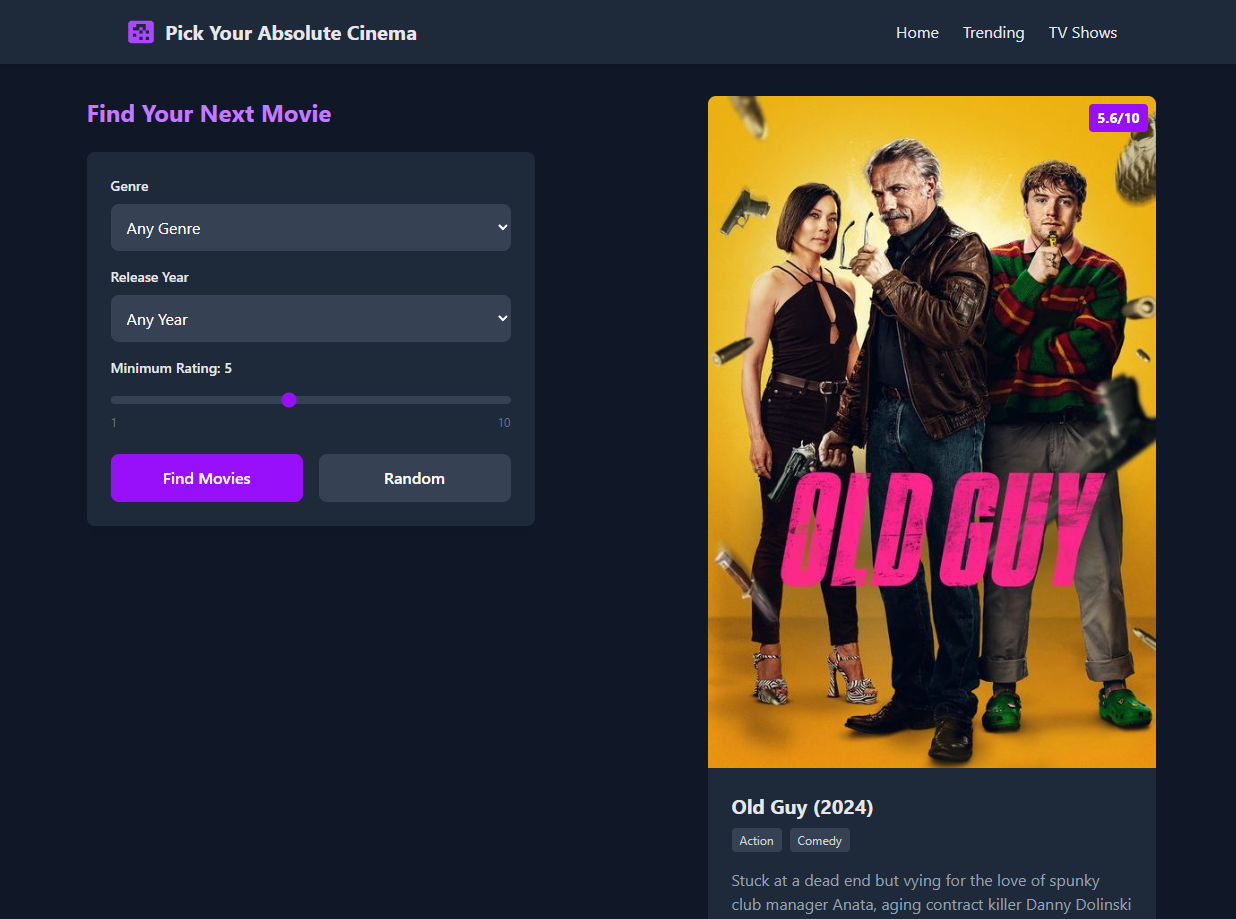 Pick Your Absolute Cinema
Home
Trending
TV Shows
Find Your Next Movie
Genre
Any Genre
Release Year
Any Year
Minimum Rating: 5
1
10
Find Movies
Random
5.6/10
OLD GUY
Old Guy (2024)
Action
Comedy
Stuck at a dead end but vying for the love of spunky
club manager Anata, aging contract killer Danny Dolinski